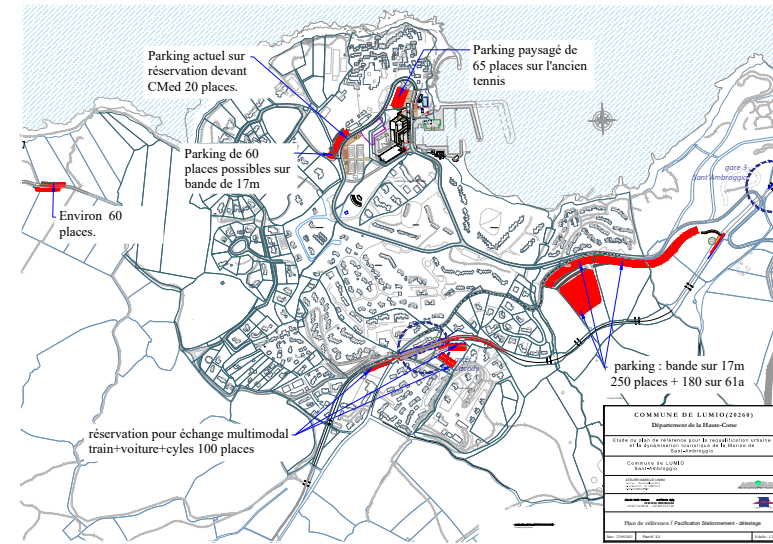 Parking actuel sur
réservation devant
CMed 20 places.
Parking paysagé de
65 places sur l'ancien
tennis
Parking de 60
places possibles sur
bande de 17m
Environ 60
places.
gare 3
Sant'Ambroggio
parking : bande sur 17m
250 places + 180 sur 61a
réservation pour échange multimodal
train+voiture+cyles 100 places
COMMUNE DE LUMIO(20260)
Département de la Haute-Corse
Etude du plan de référence pour la requalification urbaine
et la dynamisation touristique de la Marine de
Sant-Ambroggio
Commune de LUMIO
Sant-Ambroggio
Plan de référence / Pacification Stationnement - délestage